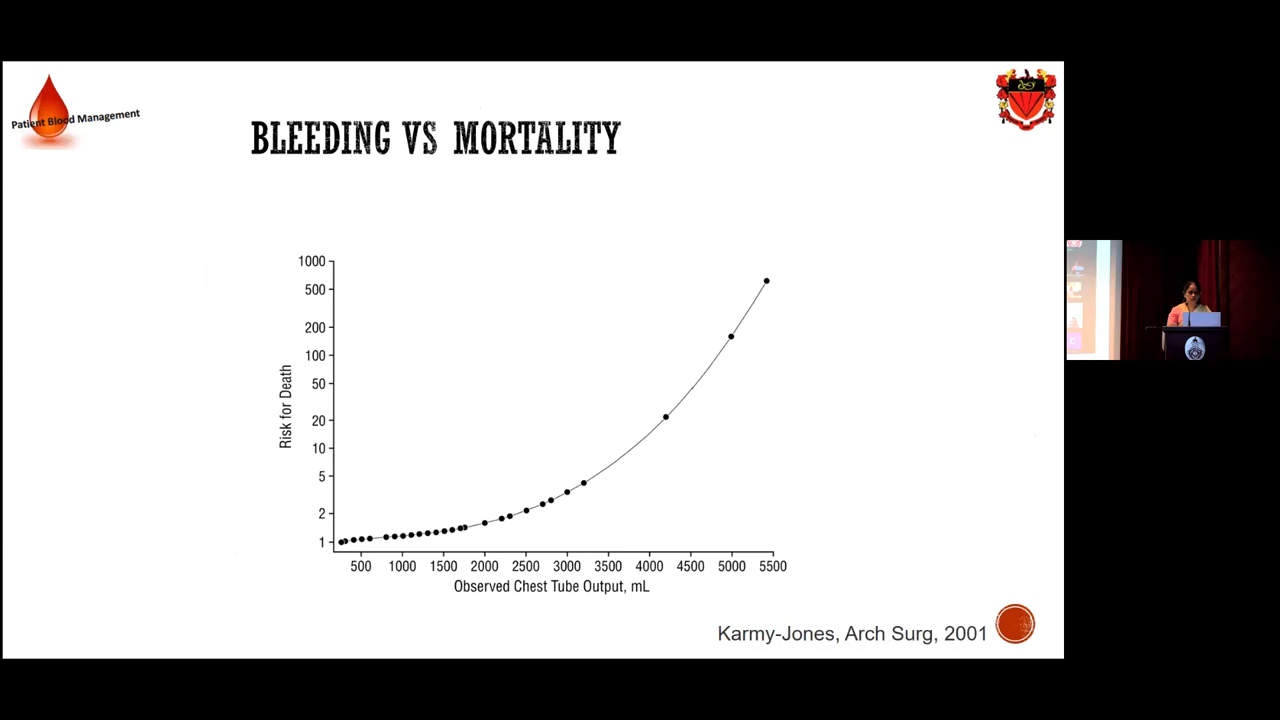 Patient Blood Management
BLEEDING VS MORTALITY
1000
500
200
100
50
20
10
5
2
1
Risk for Death
500 1000 1500 2000 2500 3000 3500 4000 4500 5000 5500
Observed Chest Tube Output, mL
Karmy-Jones, Arch Surg, 2001